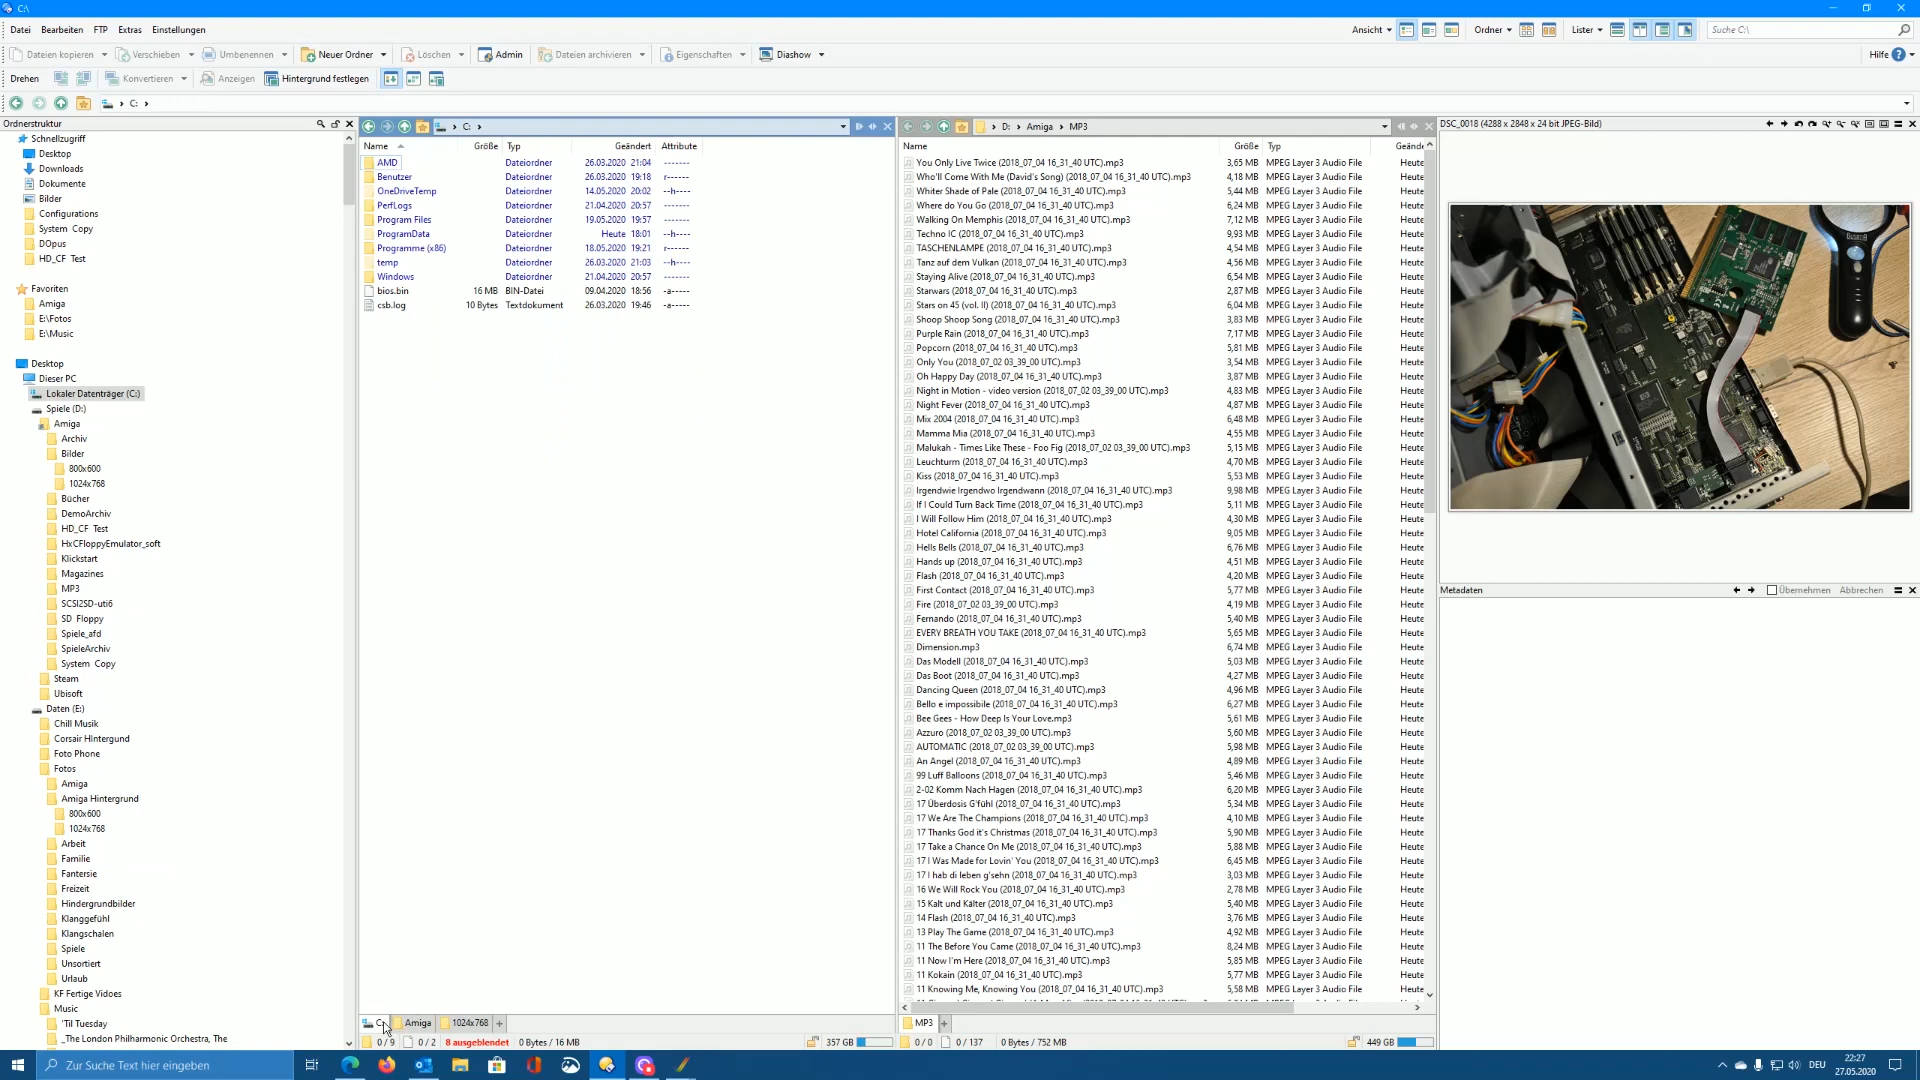 C:\
Datei Bearbeiten FTP Extras Einstellungen Ansicht Ordner Lister Suche C:\
Dateien kopieren Verschieben Umbenennen Neuer Ordner Löschen Admin Dateien archivieren Eigenschaften Diashow Hilfe
Drehen Konvertieren Anzeigen Hintergrund festlegen
C:
Ordnerstruktur
Schnellzugriff
Desktop
Downloads
Dokumente
Bilder
Configurations
System Copy
DOpus
HD_CF Test
Favoriten
Amiga
E:\Fotos
E:\Music
Desktop
Dieser PC
Lokaler Datenträger (C:)
Spiele (D:)
Amiga
Archiv
Bilder
800x600
1024x768
Bücher
DemoArchiv
HD_CF Test
HxCFloppyEmulator_soft
Klickstart
Magazines
MP3
SCSI2SD-uti6
SD Floppy
Spiele_afd
SpieleArchiv
System Copy
Steam
Ubisoft
Daten (E:)
Chill Musik
Corsair HIntergund
Foto Phone
Fotos
Amiga
Amiga Hintergrund
800x600
1024x768
Arbeit
Familie
Fantersie
Freizeit
Hindergrundbilder
Klanggefühl
Klangschalen
Spiele
Unsortiert
Urlaub
KF Fertige Vidoes
Music
'Til Tuesday
_The London Philharmonic Orchestra, The
C:
Name Größe Typ Geändert Attribute
AMD Dateiordner 26.03.2020 21:04 -------
Benutzer Dateiordner 26.03.2020 19:18 r------
OneDriveTemp Dateiordner 14.05.2020 20:02 --h----
PerfLogs Dateiordner 21.04.2020 20:57 -------
Program Files Dateiordner 19.05.2020 19:57 -------
ProgramData Dateiordner Heute 18:01 --h----
Programme (x86) Dateiordner 18.05.2020 19:21 r------
temp Dateiordner 26.03.2020 21:03 --h----
Windows Dateiordner 21.04.2020 20:57 -------
bios.bin 16 MB BIN-Datei 09.04.2020 18:56 -a-----
csb.log 10 Bytes Textdokument 26.03.2020 19:46 -a-----
C: Amiga 1024x768
0 / 9 0 / 2 8 ausgeblendet 0 Bytes / 16 MB 357 GB
D: Amiga MP3
Name Größe Typ Geände
You Only Live Twice (2018_07_04 16_31_40 UTC).mp3 3,65 MB MPEG Layer 3 Audio File Heute
Who'll Come With Me (David's Song) (2018_07_04 16_31_40 UTC).mp3 4,18 MB MPEG Layer 3 Audio File Heute
Whiter Shade of Pale (2018_07_04 16_31_40 UTC).mp3 5,44 MB MPEG Layer 3 Audio File Heute
Where do You Go (2018_07_04 16_31_40 UTC).mp3 6,24 MB MPEG Layer 3 Audio File Heute
Walking On Memphis (2018_07_04 16_31_40 UTC).mp3 7,12 MB MPEG Layer 3 Audio File Heute
Techno IC (2018_07_04 16_31_40 UTC).mp3 9,93 MB MPEG Layer 3 Audio File Heute
TASCHENLAMPE (2018_07_04 16_31_40 UTC).mp3 4,54 MB MPEG Layer 3 Audio File Heute
Tanz auf dem Vulkan (2018_07_04 16_31_40 UTC).mp3 4,56 MB MPEG Layer 3 Audio File Heute
Staying Alive (2018_07_04 16_31_40 UTC).mp3 6,54 MB MPEG Layer 3 Audio File Heute
Starwars (2018_07_04 16_31_40 UTC).mp3 2,87 MB MPEG Layer 3 Audio File Heute
Stars on 45 (vol. II) (2018_07_04 16_31_40 UTC).mp3 6,04 MB MPEG Layer 3 Audio File Heute
Shoop Shoop Song (2018_07_04 16_31_40 UTC).mp3 3,83 MB MPEG Layer 3 Audio File Heute
Purple Rain (2018_07_04 16_31_40 UTC).mp3 7,17 MB MPEG Layer 3 Audio File Heute
Popcorn (2018_07_04 16_31_40 UTC).mp3 5,81 MB MPEG Layer 3 Audio File Heute
Only You (2018_07_02 03_39_00 UTC).mp3 3,54 MB MPEG Layer 3 Audio File Heute
Oh Happy Day (2018_07_04 16_31_40 UTC).mp3 3,87 MB MPEG Layer 3 Audio File Heute
Night in Motion - video version (2018_07_02 03_39_00 UTC).mp3 4,83 MB MPEG Layer 3 Audio File Heute
Night Fever (2018_07_04 16_31_40 UTC).mp3 4,87 MB MPEG Layer 3 Audio File Heute
Mix 2004 (2018_07_04 16_31_40 UTC).mp3 6,48 MB MPEG Layer 3 Audio File Heute
Mamma Mia (2018_07_04 16_31_40 UTC).mp3 4,55 MB MPEG Layer 3 Audio File Heute
Malukah - Times Like These - Foo Fig (2018_07_02 03_39_00 UTC).mp3 5,15 MB MPEG Layer 3 Audio File Heute
Leuchturm (2018_07_04 16_31_40 UTC).mp3 4,70 MB MPEG Layer 3 Audio File Heute
Kiss (2018_07_04 16_31_40 UTC).mp3 5,53 MB MPEG Layer 3 Audio File Heute
Irgendwie Irgendwo Irgendwann (2018_07_04 16_31_40 UTC).mp3 9,98 MB MPEG Layer 3 Audio File Heute
If I Could Turn Back Time (2018_07_04 16_31_40 UTC).mp3 5,11 MB MPEG Layer 3 Audio File Heute
I Will Follow Him (2018_07_04 16_31_40 UTC).mp3 4,30 MB MPEG Layer 3 Audio File Heute
Hotel California (2018_07_04 16_31_40 UTC).mp3 9,05 MB MPEG Layer 3 Audio File Heute
Hells Bells (2018_07_04 16_31_40 UTC).mp3 6,76 MB MPEG Layer 3 Audio File Heute
Hands up (2018_07_04 16_31_40 UTC).mp3 4,51 MB MPEG Layer 3 Audio File Heute
Flash (2018_07_04 16_31_40 UTC).mp3 4,20 MB MPEG Layer 3 Audio File Heute
First Contact (2018_07_04 16_31_40 UTC).mp3 5,77 MB MPEG Layer 3 Audio File Heute
Fire (2018_07_02 03_39_00 UTC).mp3 4,19 MB MPEG Layer 3 Audio File Heute
Fernando (2018_07_04 16_31_40 UTC).mp3 5,40 MB MPEG Layer 3 Audio File Heute
EVERY BREATH YOU TAKE (2018_07_04 16_31_40 UTC).mp3 5,65 MB MPEG Layer 3 Audio File Heute
Dimension.mp3 6,74 MB MPEG Layer 3 Audio File Heute
Das Modell (2018_07_04 16_31_40 UTC).mp3 5,03 MB MPEG Layer 3 Audio File Heute
Das Boot (2018_07_04 16_31_40 UTC).mp3 4,27 MB MPEG Layer 3 Audio File Heute
Dancing Queen (2018_07_04 16_31_40 UTC).mp3 4,96 MB MPEG Layer 3 Audio File Heute
Bello e impossibile (2018_07_04 16_31_40 UTC).mp3 6,27 MB MPEG Layer 3 Audio File Heute
Bee Gees - How Deep Is Your Love.mp3 5,61 MB MPEG Layer 3 Audio File Heute
Azzuro (2018_07_02 03_39_00 UTC).mp3 5,60 MB MPEG Layer 3 Audio File Heute
AUTOMATIC (2018_07_02 03_39_00 UTC).mp3 5,98 MB MPEG Layer 3 Audio File Heute
An Angel (2018_07_04 16_31_40 UTC).mp3 4,89 MB MPEG Layer 3 Audio File Heute
99 Luff Balloons (2018_07_04 16_31_40 UTC).mp3 5,46 MB MPEG Layer 3 Audio File Heute
2-02 Komm Nach Hagen (2018_07_04 16_31_40 UTC).mp3 6,20 MB MPEG Layer 3 Audio File Heute
17 Überdosis G'fühl (2018_07_04 16_31_40 UTC).mp3 5,34 MB MPEG Layer 3 Audio File Heute
17 We Are The Champions (2018_07_04 16_31_40 UTC).mp3 4,10 MB MPEG Layer 3 Audio File Heute
17 Thanks God it's Christmas (2018_07_04 16_31_40 UTC).mp3 5,90 MB MPEG Layer 3 Audio File Heute
17 Take a Chance On Me (2018_07_04 16_31_40 UTC).mp3 5,88 MB MPEG Layer 3 Audio File Heute
17 I Was Made for Lovin' You (2018_07_04 16_31_40 UTC).mp3 6,45 MB MPEG Layer 3 Audio File Heute
17 I hab di leben g'sehn (2018_07_04 16_31_40 UTC).mp3 3,03 MB MPEG Layer 3 Audio File Heute
16 We Will Rock You (2018_07_04 16_31_40 UTC).mp3 2,78 MB MPEG Layer 3 Audio File Heute
15 Kalt und Kälter (2018_07_04 16_31_40 UTC).mp3 5,40 MB MPEG Layer 3 Audio File Heute
14 Flash (2018_07_04 16_31_40 UTC).mp3 3,76 MB MPEG Layer 3 Audio File Heute
13 Play The Game (2018_07_04 16_31_40 UTC).mp3 4,92 MB MPEG Layer 3 Audio File Heute
11 The Before You Came (2018_07_04 16_31_40 UTC).mp3 8,24 MB MPEG Layer 3 Audio File Heute
11 Now I'm Here (2018_07_04 16_31_40 UTC).mp3 5,85 MB MPEG Layer 3 Audio File Heute
11 Kokain (2018_07_04 16_31_40 UTC).mp3 5,77 MB MPEG Layer 3 Audio File Heute
11 Knowing Me, Knowing You (2018_07_04 16_31_40 UTC).mp3 5,58 MB MPEG Layer 3 Audio File Heute
MP3
0 / 0 0 / 137 0 Bytes / 752 MB 449 GB
DSC_0018 (4288 x 2848 x 24 bit JPEG-Bild)
Metadaten Übernehmen Abbrechen
Zur Suche Text hier eingeben
DEU
22:27
27.05.2020